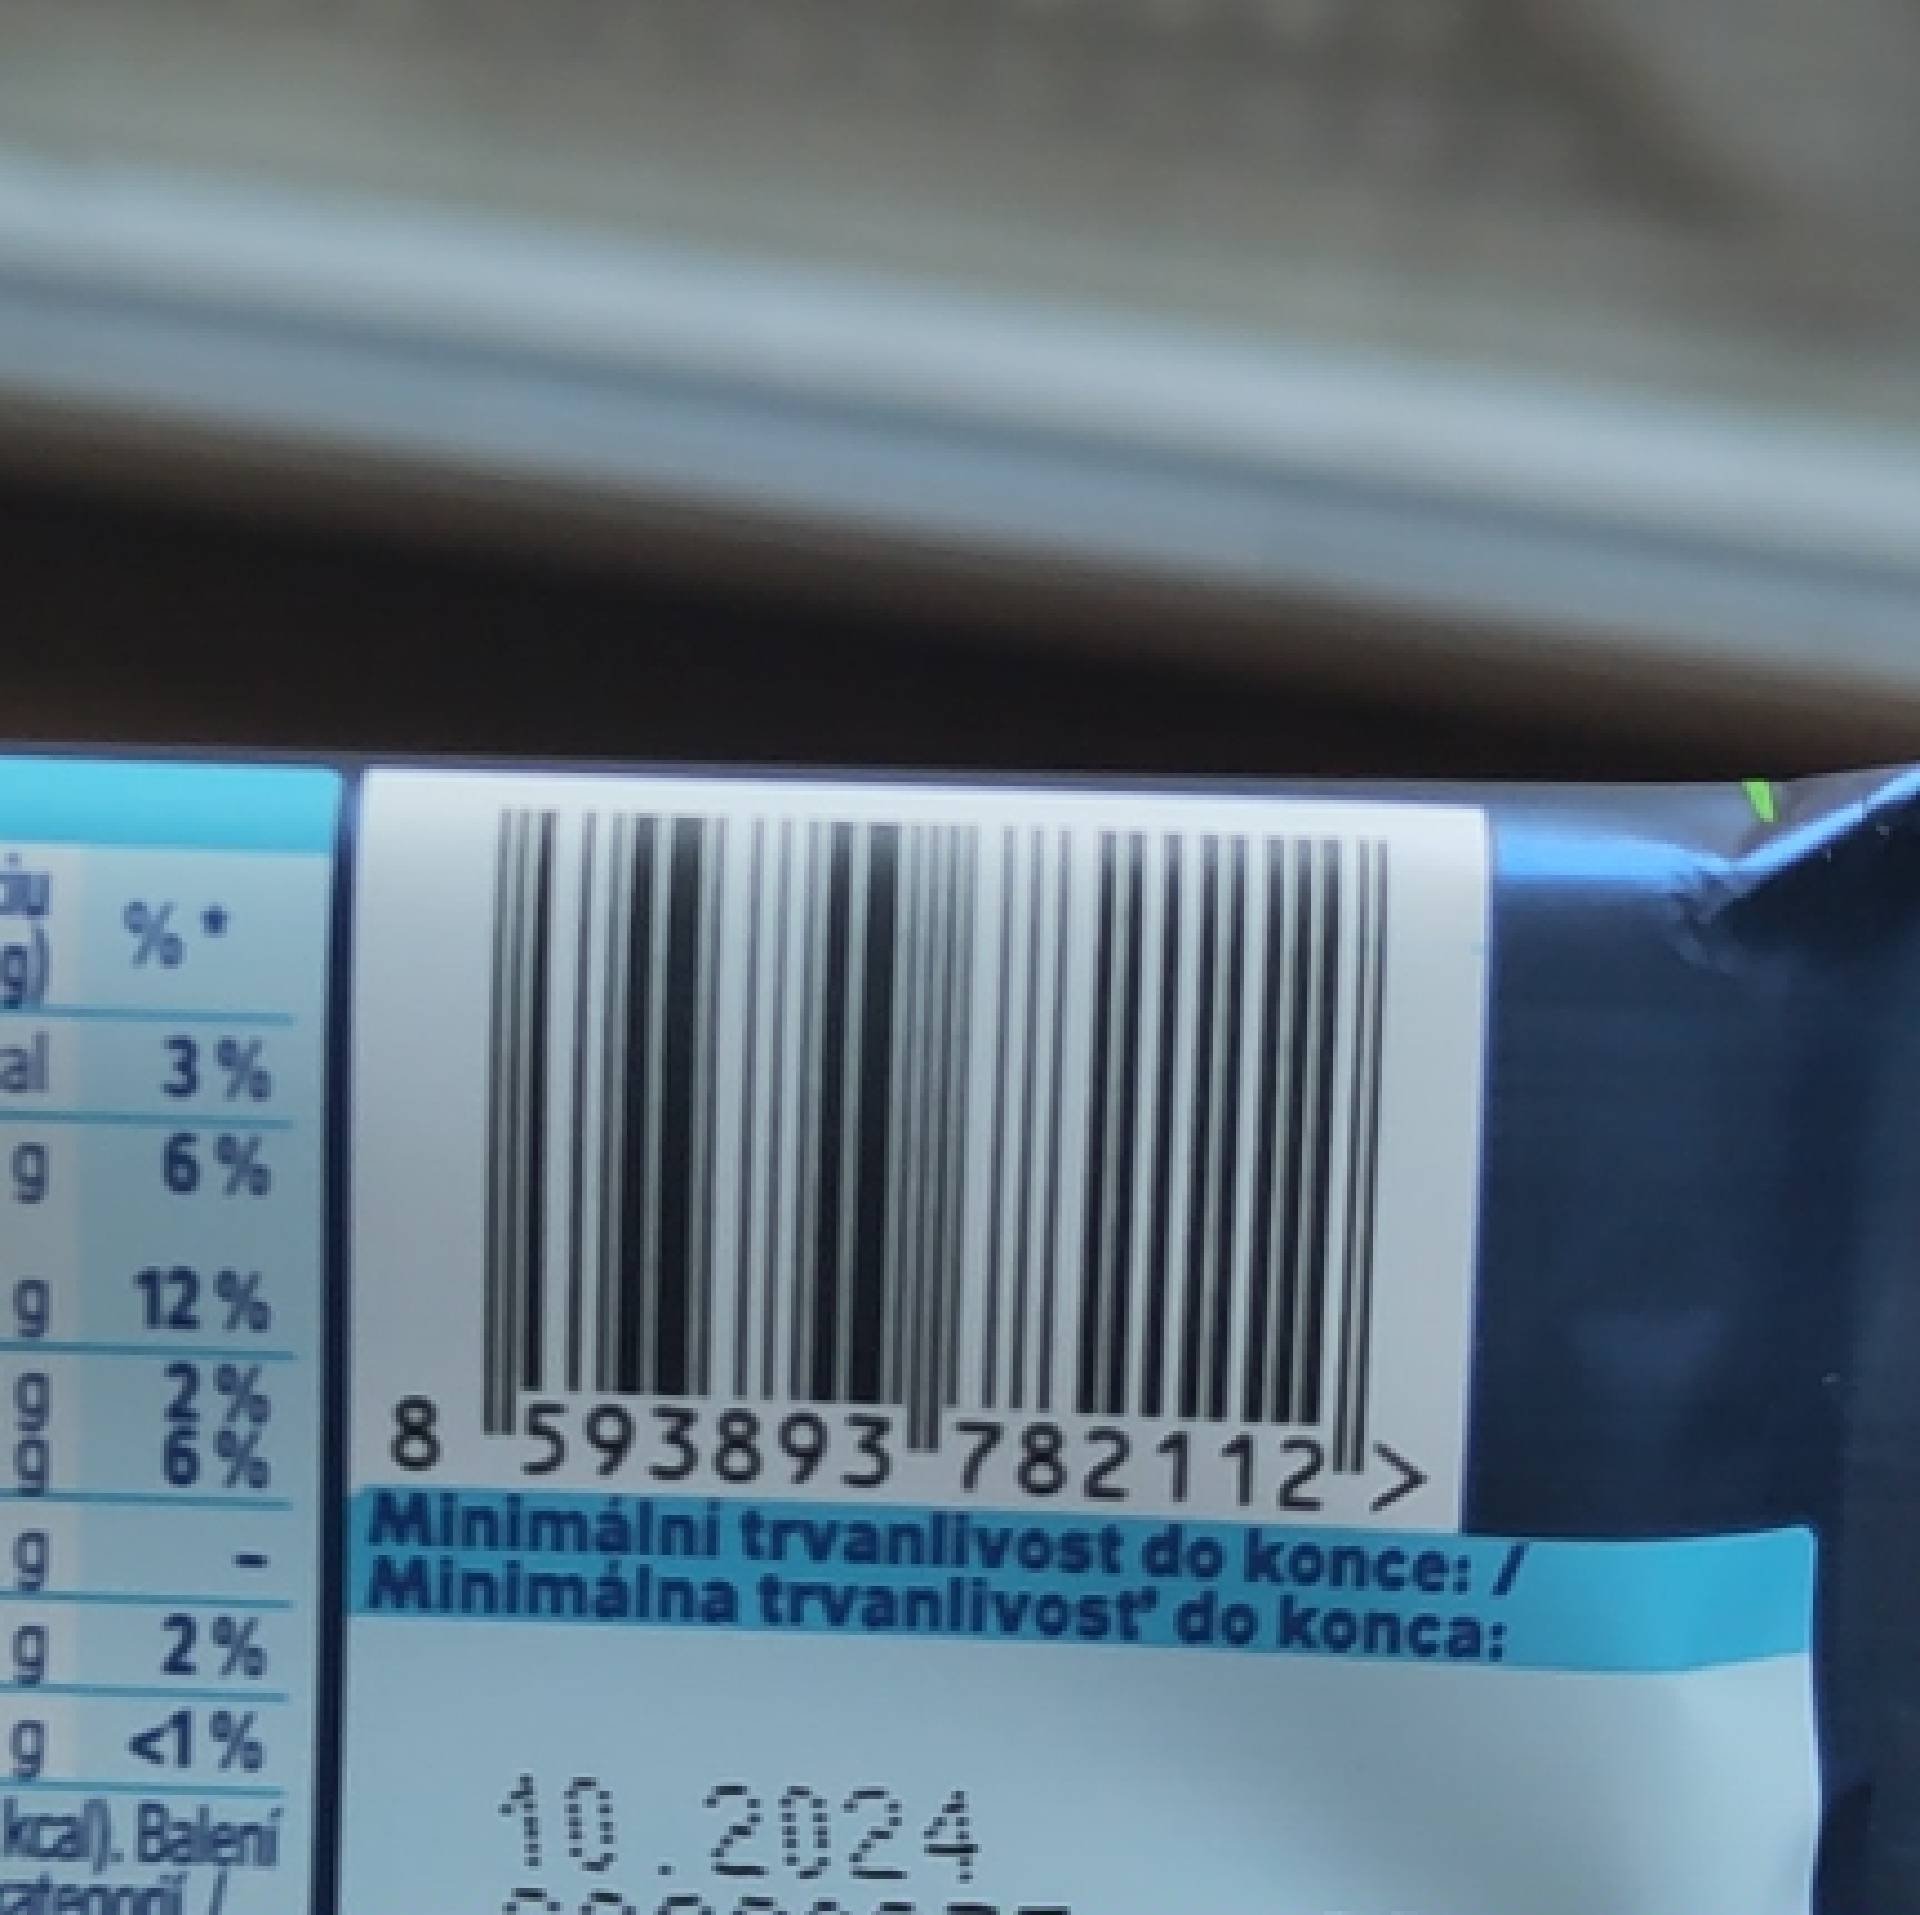 %*
g)
al 3%
g 6%
g 12%
g 2%
g 6%
g -
g 2%
g <1%
kcal). Balení
8 593893 782112 >
Minimální trvanlivost do konce: /
Minimálna trvanlivosť do konca:
10.2024